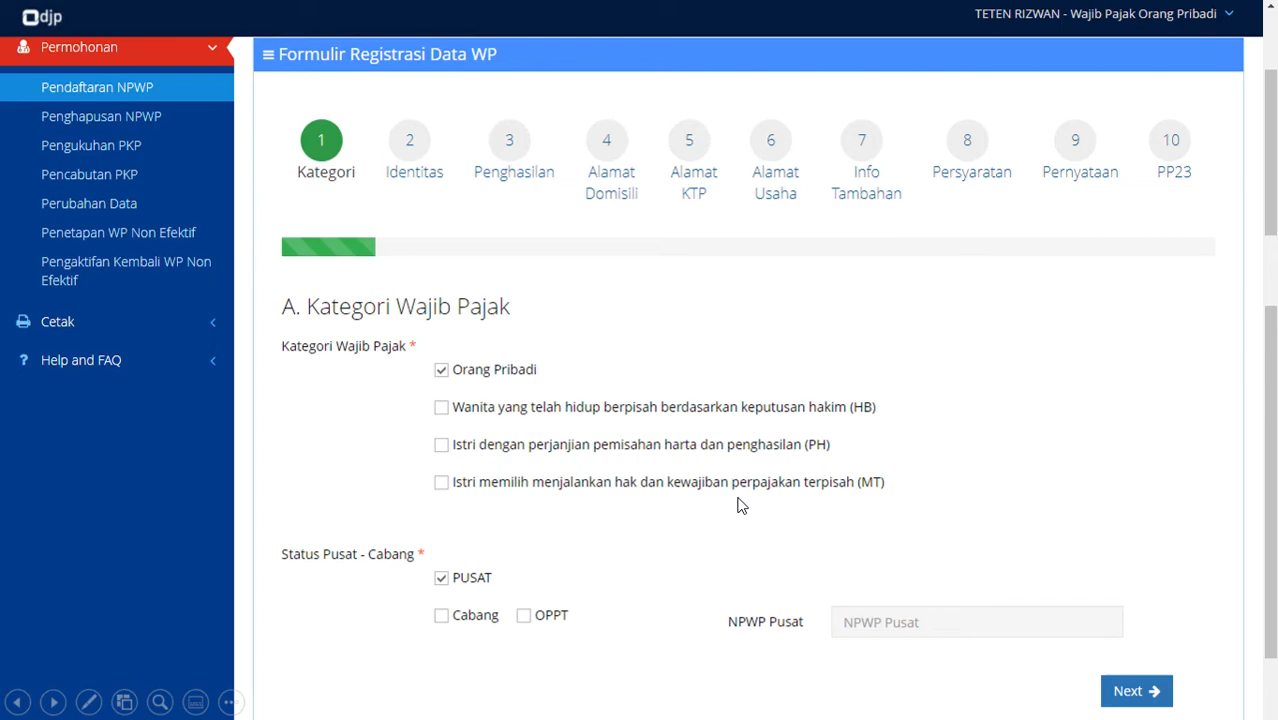 djp
TETEN RIZWAN - Wajib Pajak Orang Pribadi
Permohonan
Pendaftaran NPWP
Penghapusan NPWP
Pengukuhan PKP
Pencabutan PKP
Perubahan Data
Penetapan WP Non Efektif
Pengaktifan Kembali WP Non
Efektif
Cetak
? Help and FAQ
Formulir Registrasi Data WP
1 2 3 4 5 6 7 8 9 10
Kategori Identitas Penghasilan Alamat Alamat Alamat Info Persyaratan Pernyataan PP23
Domisili KTP Usaha Tambahan
A. Kategori Wajib Pajak
Kategori Wajib Pajak *
Orang Pribadi
Wanita yang telah hidup berpisah berdasarkan keputusan hakim (HB)
Istri dengan perjanjian pemisahan harta dan penghasilan (PH)
Istri memilih menjalankan hak dan kewajiban perpajakan terpisah (MT)
Status Pusat - Cabang *
PUSAT
Cabang OPPT NPWP Pusat NPWP Pusat
Next